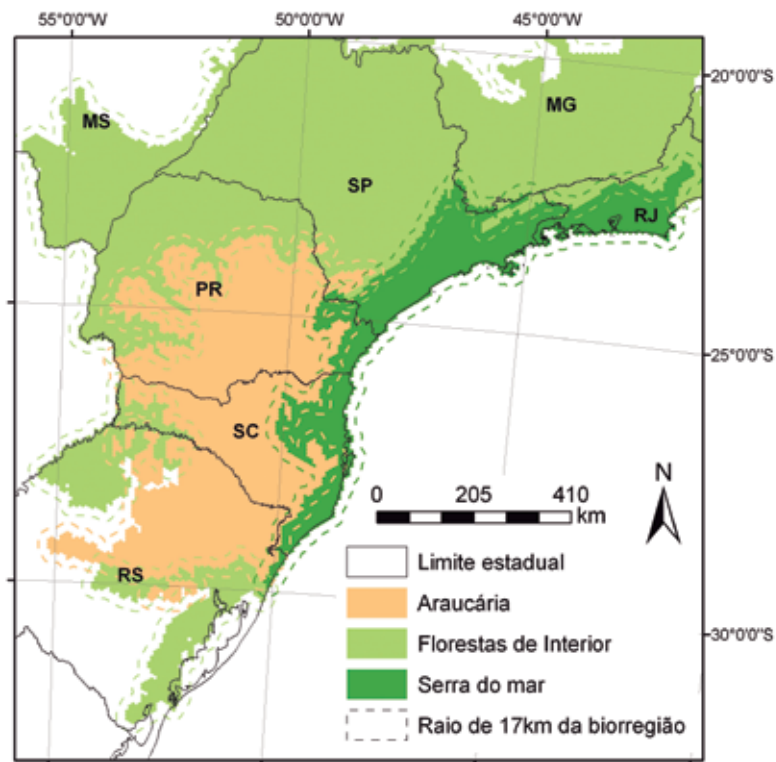 55°0'0"W
50°0'0"W
45°0'0"W
20°0'0"S
MS
MG
SP
RJ
PR
25°0'0"S
SC
N
0 205 410
km
Limite estadual
Araucária
RS
Florestas de Interior
30°0'0"S
Serra do mar
Raio de 17km da biorregião